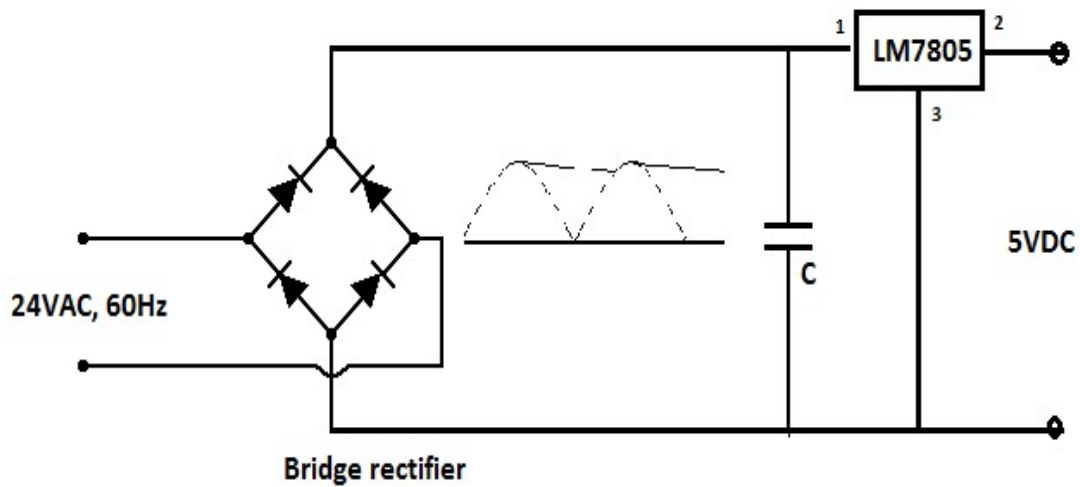 1
LM7805
2
3
5VDC
C
24VAC, 60Hz
Bridge rectifier